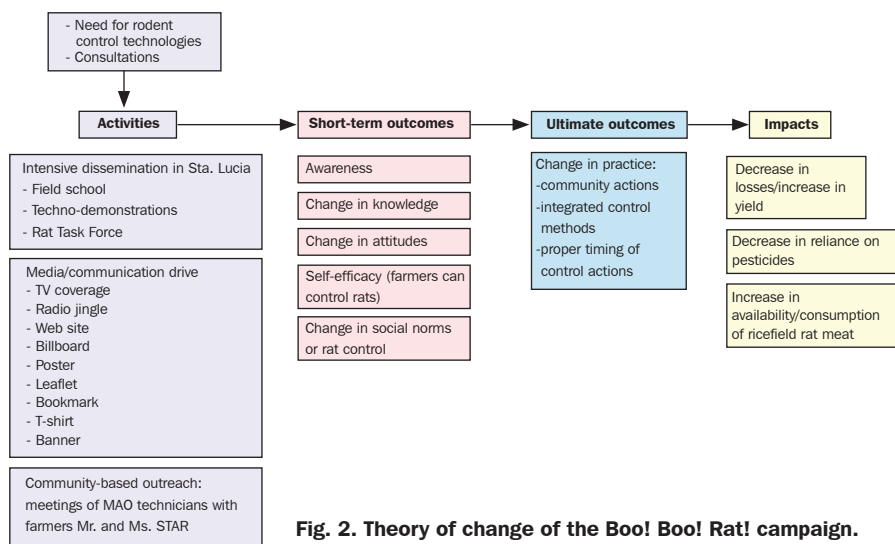 - Need for rodent
control technologies
- Consultations
Activities
Short-term outcomes
Ultimate outcomes
Impacts
Intensive dissemination in Sta. Lucia
- Field school
- Techno-demonstrations
- Rat Task Force
Media/communication drive
- TV coverage
- Radio jingle
- Web site
- Billboard
- Poster
- Leaflet
- Bookmark
- T-shirt
- Banner
Community-based outreach:
meetings of MAO technicians with
farmers Mr. and Ms. STAR
Awareness
Change in knowledge
Change in attitudes
Self-efficacy (farmers can
control rats)
Change in social norms
or rat control
Change in practice:
-community actions
-integrated control
methods
-proper timing of
control actions
Decrease in
losses/increase in
yield
Decrease in reliance on
pesticides
Increase in
availability/consumption
of ricefield rat meat
Fig. 2. Theory of change of the Boo! Boo! Rat! campaign.